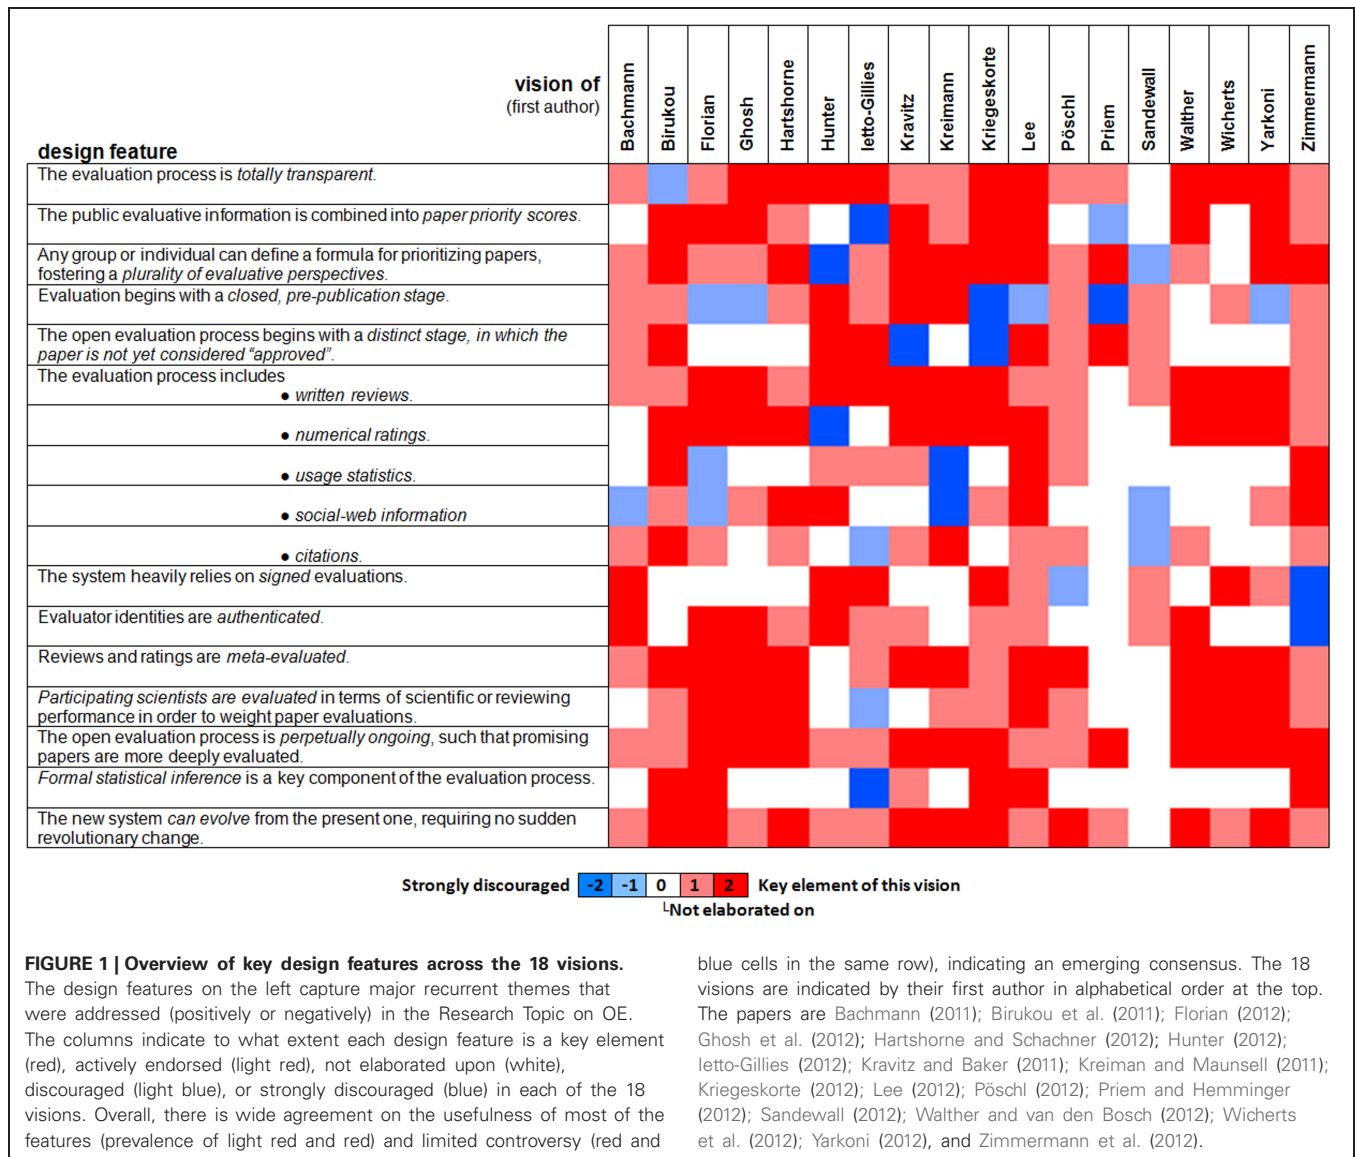 vision of
(first author)
design feature
Bachmann
Birukou
Florian
Ghosh
Hartshorne
Hunter
Ietto-Gillies
Kravitz
Kreimann
Kriegeskorte
Lee
Pöschl
Priem
Sandewall
Walther
Wicherts
Yarkoni
Zimmermann
The evaluation process is totally transparent.
The public evaluative information is combined into paper priority scores.
Any group or individual can define a formula for prioritizing papers,
fostering a plurality of evaluative perspectives.
Evaluation begins with a closed, pre-publication stage.
The open evaluation process begins with a distinct stage, in which the
paper is not yet considered “approved”.
The evaluation process includes
● written reviews.
● numerical ratings.
● usage statistics.
● social-web information
● citations.
The system heavily relies on signed evaluations.
Evaluator identities are authenticated.
Reviews and ratings are meta-evaluated.
Participating scientists are evaluated in terms of scientific or reviewing
performance in order to weight paper evaluations.
The open evaluation process is perpetually ongoing, such that promising
papers are more deeply evaluated.
Formal statistical inference is a key component of the evaluation process.
The new system can evolve from the present one, requiring no sudden
revolutionary change.
Strongly discouraged -2 -1 0 1 2 Key element of this vision
└Not elaborated on
FIGURE 1 | Overview of key design features across the 18 visions.
The design features on the left capture major recurrent themes that
were addressed (positively or negatively) in the Research Topic on OE.
The columns indicate to what extent each design feature is a key element
(red), actively endorsed (light red), not elaborated upon (white),
discouraged (light blue), or strongly discouraged (blue) in each of the 18
visions. Overall, there is wide agreement on the usefulness of most of the
features (prevalence of light red and red) and limited controversy (red and
blue cells in the same row), indicating an emerging consensus. The 18
visions are indicated by their first author in alphabetical order at the top.
The papers are Bachmann (2011); Birukou et al. (2011); Florian (2012);
Ghosh et al. (2012); Hartshorne and Schachner (2012); Hunter (2012);
Ietto-Gillies (2012); Kravitz and Baker (2011); Kreiman and Maunsell (2011);
Kriegeskorte (2012); Lee (2012); Pöschl (2012); Priem and Hemminger
(2012); Sandewall (2012); Walther and van den Bosch (2012); Wicherts
et al. (2012); Yarkoni (2012), and Zimmermann et al. (2012).